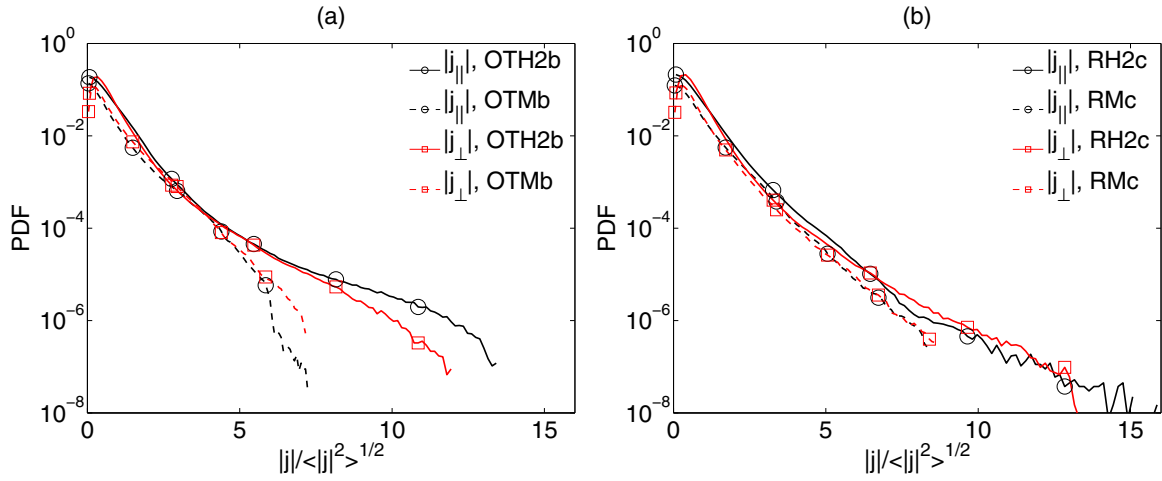 (a)
10^0
10^-2
10^-4
10^-6
10^-8
PDF
0 5 10 15
|j|/<|j|^2>^1/2
|j_||||, OTH2b
|j_||||, OTMb
|j_⊥|, OTH2b
|j_⊥|, OTMb
(b)
10^0
10^-2
10^-4
10^-6
10^-8
PDF
0 5 10 15
|j|/<|j|^2>^1/2
|j_||||, RH2c
|j_||||, RMc
|j_⊥|, RH2c
|j_⊥|, RMc